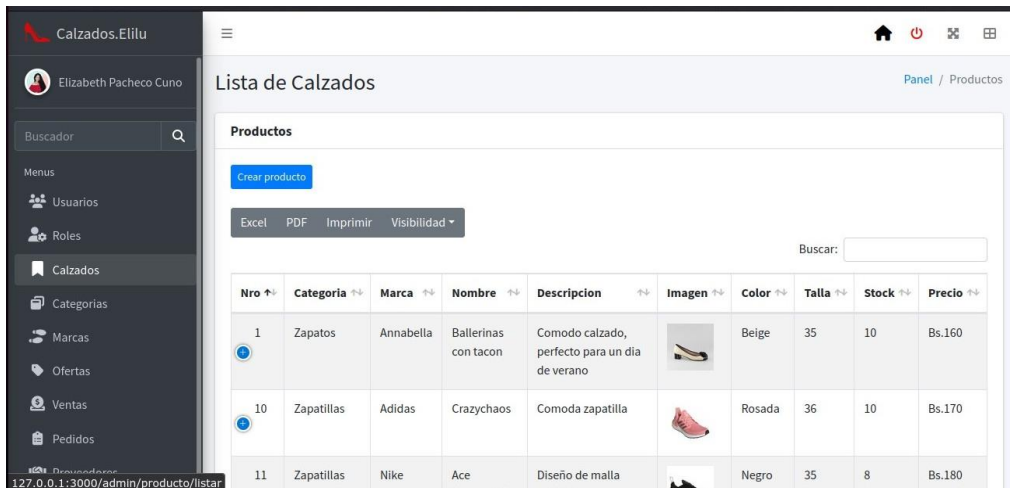 Calzados.Elilu
Elizabeth Pacheco Cuno
Buscador
Menus
Usuarios
Roles
Calzados
Categorias
Marcas
Ofertas
Ventas
Pedidos
Proveedores
127.0.0.1:3000/admin/producto/listar
Lista de Calzados
Panel / Productos
Productos
Crear producto
Excel PDF Imprimir Visibilidad
Buscar:
Nro Categoria Marca Nombre Descripcion Imagen Color Talla Stock Precio
1 Zapatos Annabella Ballerinas Comodo calzado, Beige 35 10 Bs.160
con tacon perfecto para un dia
de verano
10 Zapatillas Adidas Crazychaos Comoda zapatilla Rosada 36 10 Bs.170
11 Zapatillas Nike Ace Diseño de malla Negro 35 8 Bs.180